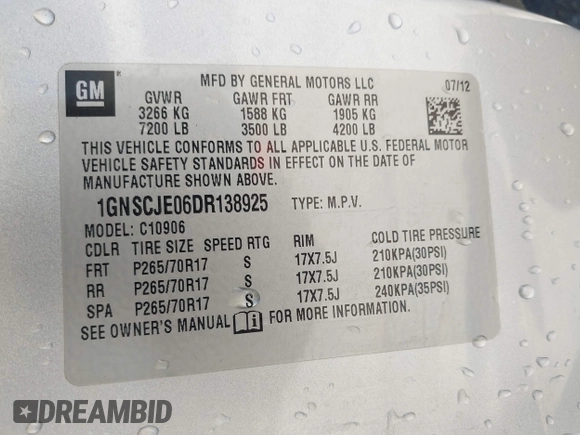 GM
MFD BY GENERAL MOTORS LLC 07/12
GVWR GAWR FRT GAWR RR
3266 KG 1588 KG 1905 KG
7200 LB 3500 LB 4200 LB
THIS VEHICLE CONFORMS TO ALL APPLICABLE U.S. FEDERAL MOTOR
VEHICLE SAFETY STANDARDS IN EFFECT ON THE DATE OF
MANUFACTURE SHOWN ABOVE.
1GNSCJE06DR138925 TYPE: M.P.V.
MODEL: C10906
CDLR TIRE SIZE SPEED RTG RIM COLD TIRE PRESSURE
FRT P265/70R17 S 17X7.5J 210KPA(30PSI)
RR P265/70R17 S 17X7.5J 210KPA(30PSI)
SPA P265/70R17 S 17X7.5J 240KPA(35PSI)
SEE OWNER'S MANUAL i FOR MORE INFORMATION.
DREAMBID